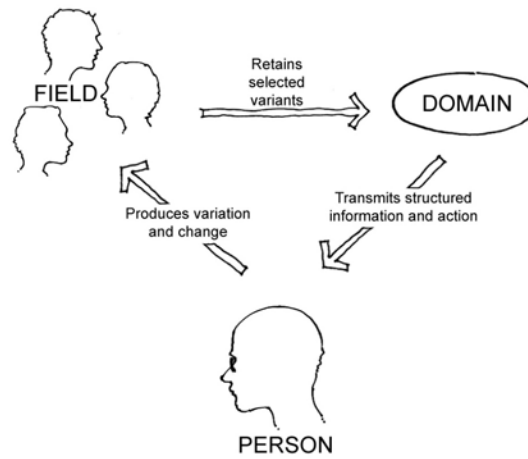 Retains
selected
variants
FIELD
DOMAIN
Transmits structured
information and action
Produces variation
and change
PERSON